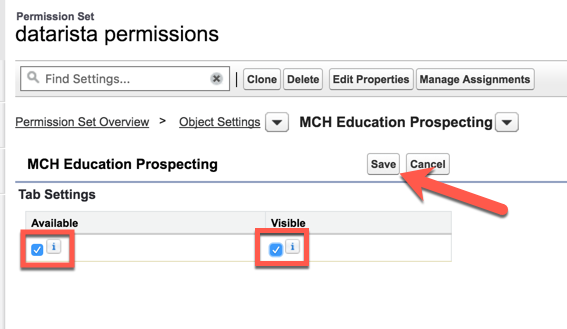 Permission Set
datarista permissions
Find Settings... | Clone Delete Edit Properties Manage Assignments
Permission Set Overview > Object Settings MCH Education Prospecting
MCH Education Prospecting Save Cancel
Tab Settings
Available Visible
i i